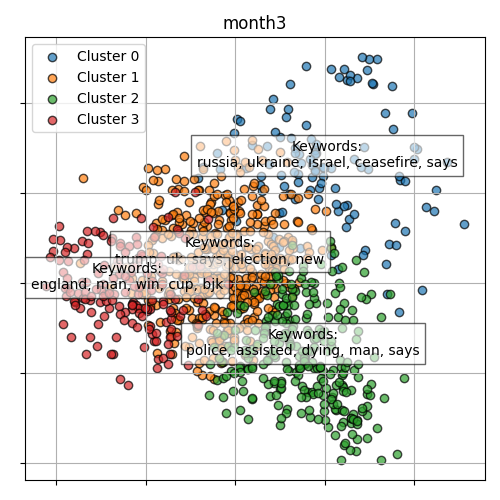 month3
Cluster 0
Cluster 1
Cluster 2
Cluster 3
Keywords:
russia, ukraine, israel, ceasefire, says
Keywords:
trump, uk, says, election, new
Keywords:
england, man, win, cup, bjk
Keywords:
police, assisted, dying, man, says